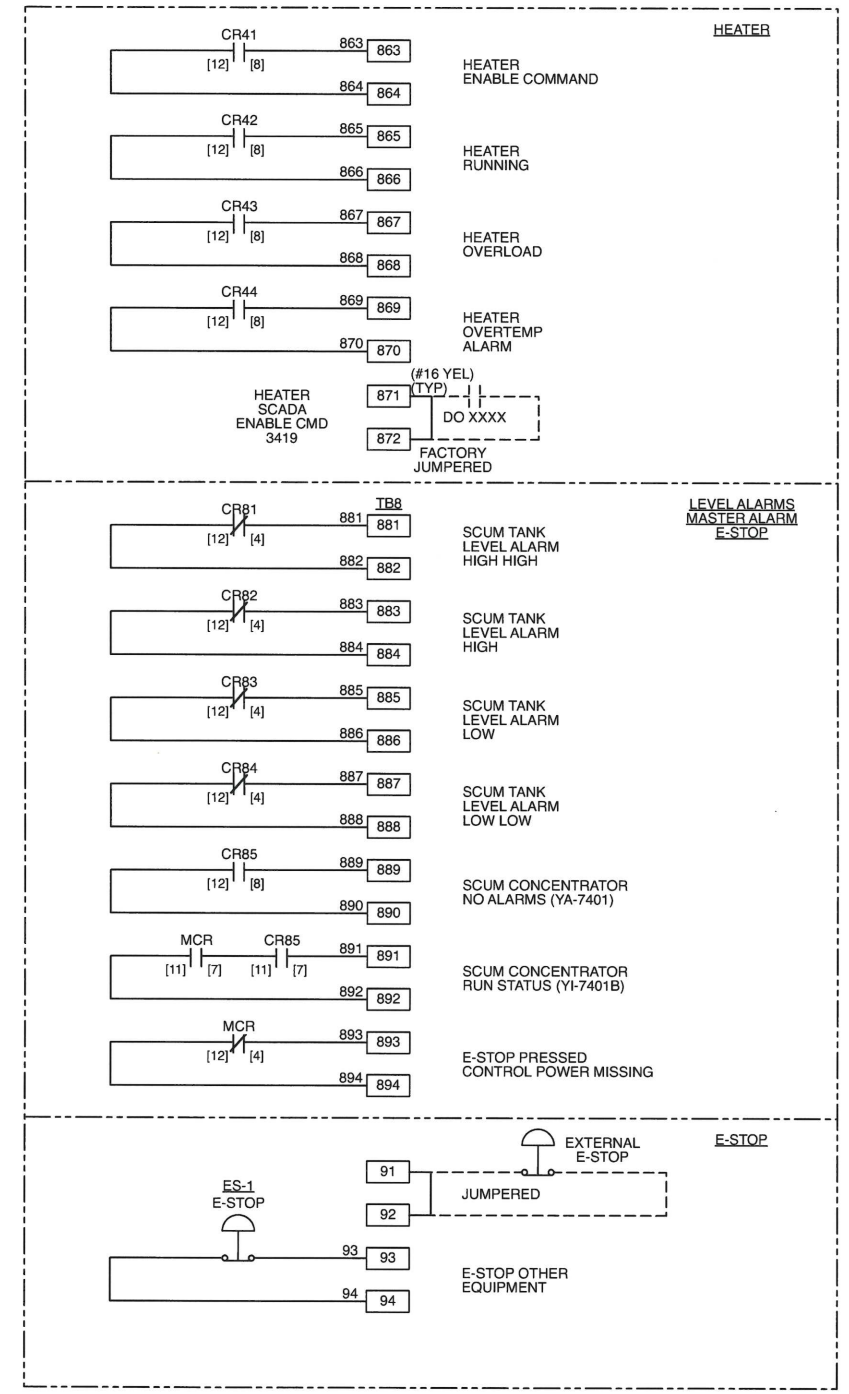 HEATER
CR41
863
863
[12] [8]
HEATER
ENABLE COMMAND
864
864
CR42
865
865
[12] [8]
HEATER
RUNNING
866
866
CR43
867
867
[12] [8]
HEATER
OVERLOAD
868
868
CR44
869
869
[12] [8]
HEATER
OVERTEMP
ALARM
870
870
(#16 YEL)
(TYP)
871
HEATER
SCADA
ENABLE CMD
3419
DO XXXX
872
FACTORY
JUMPERED
LEVEL ALARMS
MASTER ALARM
E-STOP
TB8
CR81
881
881
[12] [4]
SCUM TANK
LEVEL ALARM
HIGH HIGH
882
882
CR82
883
883
[12] [4]
SCUM TANK
LEVEL ALARM
HIGH
884
884
CR83
885
885
[12] [4]
SCUM TANK
LEVEL ALARM
LOW
886
886
CR84
887
887
[12] [4]
SCUM TANK
LEVEL ALARM
LOW LOW
888
888
CR85
889
889
[12] [8]
SCUM CONCENTRATOR
NO ALARMS (YA-7401)
890
890
MCR CR85
891
891
[11] [7] [11] [7]
SCUM CONCENTRATOR
RUN STATUS (YI-7401B)
892
892
MCR
893
893
[12] [4]
E-STOP PRESSED
CONTROL POWER MISSING
894
894
E-STOP
EXTERNAL
E-STOP
91
JUMPERED
92
ES-1
E-STOP
93
93
E-STOP OTHER
EQUIPMENT
94
94